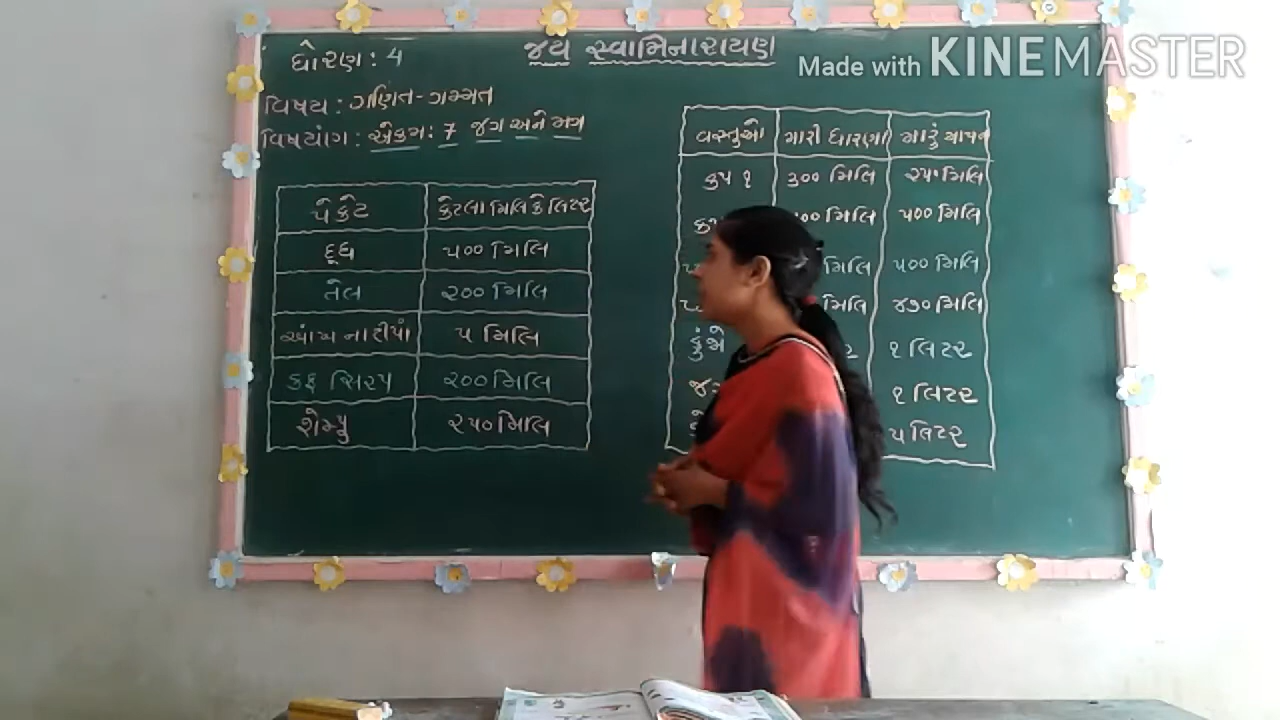 જય સ્વામિનારાયણ
Made with KINEMASTER
ધોરણ : 4
વિષય : ગણિત-ગમ્મત
વિષયાંગ : એકમ: 7 જગ અને મગ
પેકેટ કેટલા મિલિ કે લિટર
દૂધ ૫૦૦ મિલિ
તેલ ૨૦૦ મિલિ
આંખ ના ટીપાં ૫ મિલિ
કફ સિરપ ૨૦૦ મિલિ
શેમ્પુ ૨૫૦ મિલિ
વસ્તુઓ મારી ધારણા મારું માપન
કપ ૧ ૩૦૦ મિલિ ૨૫૦ મિલિ
૦૦ મિલિ ૫૦૦ મિલિ
મિલિ ૫૦૦ મિલિ
મિલિ ૪૭૦ મિલિ
૧ લિટર
૧ લિટર
૫ લિટર